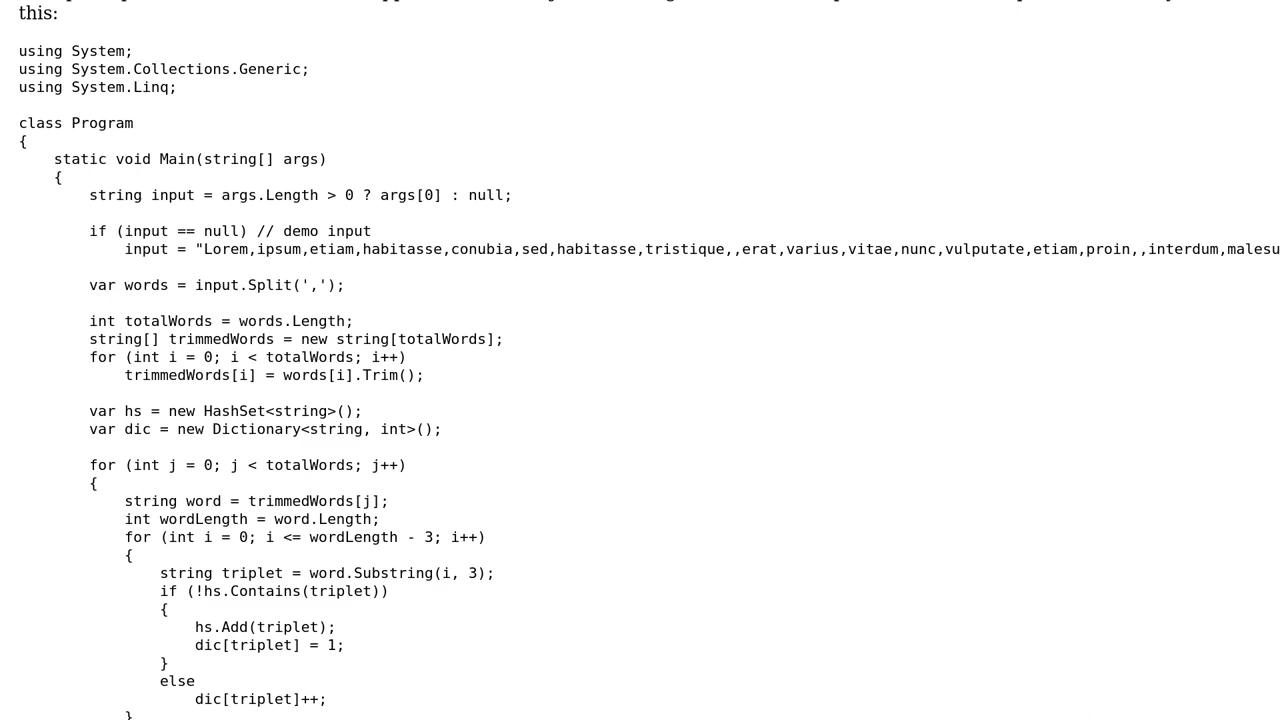 this:
using System;
using System.Collections.Generic;
using System.Linq;
class Program
{
    static void Main(string[] args)
    {
        string input = args.Length > 0 ? args[0] : null;
        if (input == null) // demo input
            input = "Lorem,ipsum,etiam,habitasse,conubia,sed,habitasse,tristique,,erat,varius,vitae,nunc,vulputate,etiam,proin,,interdum,malesu
        var words = input.Split(',');
        int totalWords = words.Length;
        string[] trimmedWords = new string[totalWords];
        for (int i = 0; i < totalWords; i++)
            trimmedWords[i] = words[i].Trim();
        var hs = new HashSet<string>();
        var dic = new Dictionary<string, int>();
        for (int j = 0; j < totalWords; j++)
        {
            string word = trimmedWords[j];
            int wordLength = word.Length;
            for (int i = 0; i <= wordLength - 3; i++)
            {
                string triplet = word.Substring(i, 3);
                if (!hs.Contains(triplet))
                {
                    hs.Add(triplet);
                    dic[triplet] = 1;
                }
                else
                    dic[triplet]++;
            }